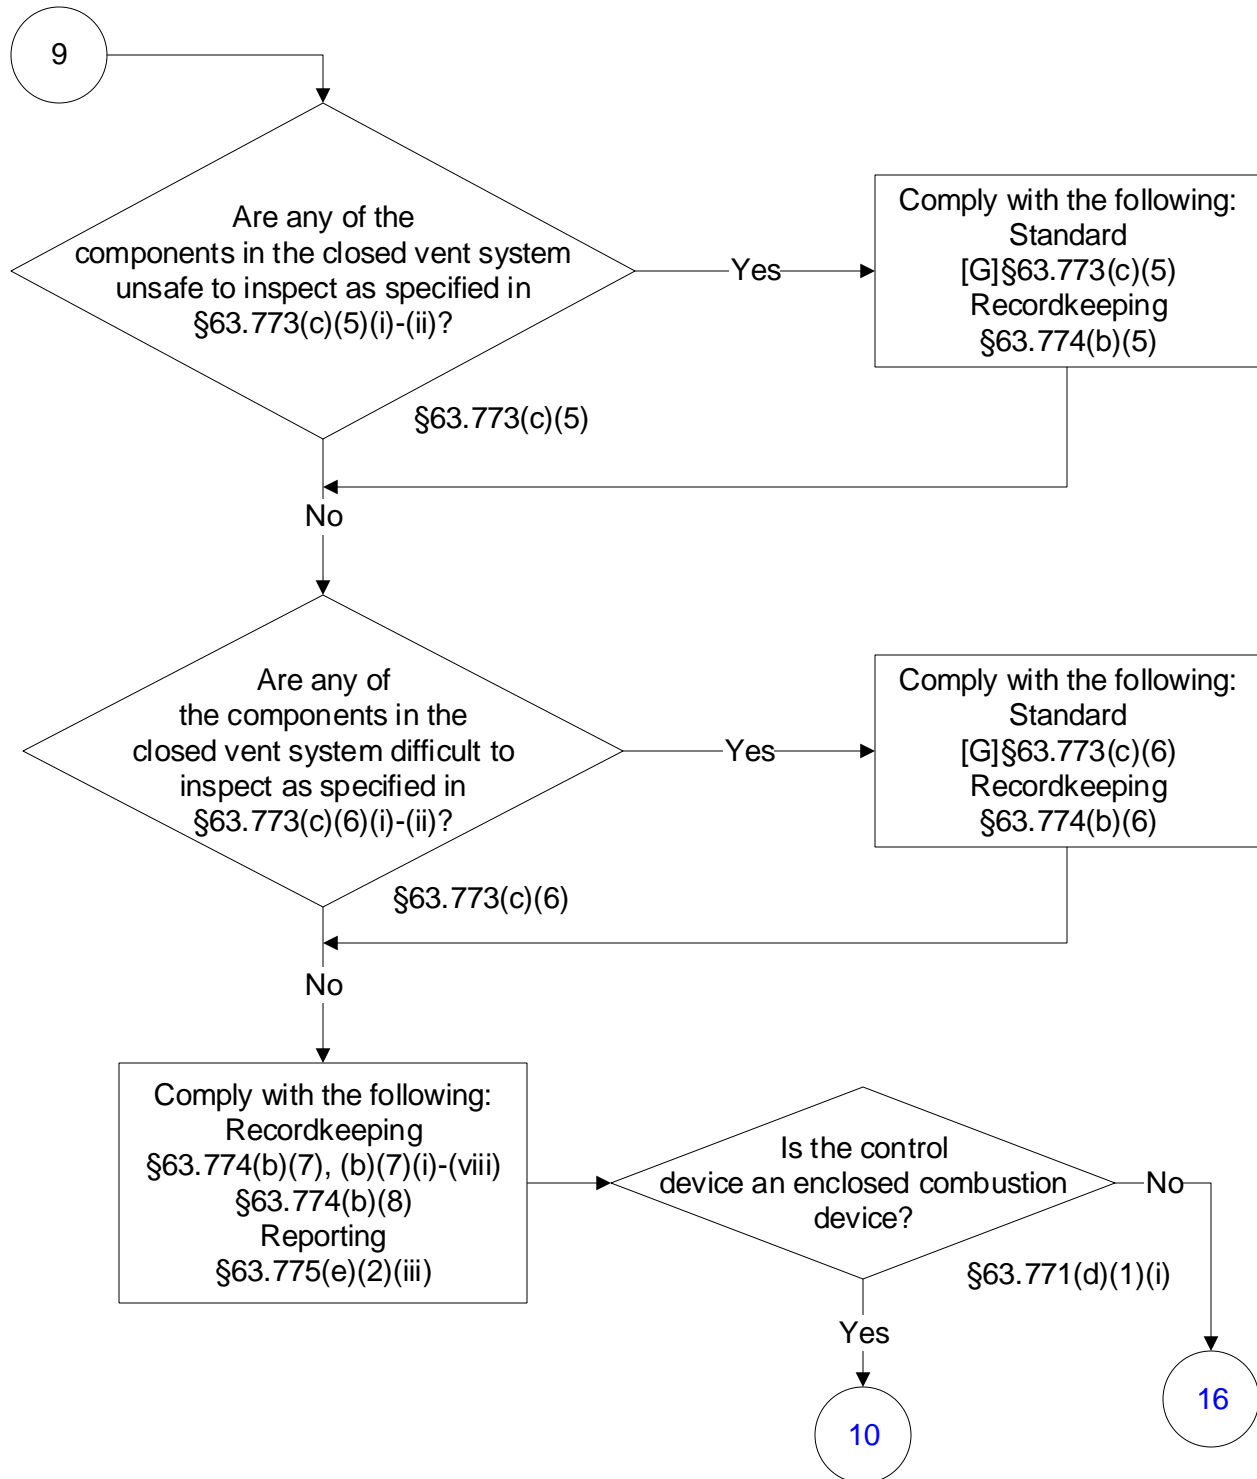 9
Are any of the
components in the closed vent system
unsafe to inspect as specified in
§63.773(c)(5)(i)-(ii)?
Yes
Comply with the following:
Standard
[G]§63.773(c)(5)
Recordkeeping
§63.774(b)(5)
§63.773(c)(5)
No
Are any of
the components in the
closed vent system difficult to
inspect as specified in
§63.773(c)(6)(i)-(ii)?
Yes
Comply with the following:
Standard
[G]§63.773(c)(6)
Recordkeeping
§63.774(b)(6)
§63.773(c)(6)
No
Comply with the following:
Recordkeeping
§63.774(b)(7), (b)(7)(i)-(viii)
§63.774(b)(8)
Reporting
§63.775(e)(2)(iii)
Is the control
device an enclosed combustion
device?
No
§63.771(d)(1)(i)
Yes
16
10